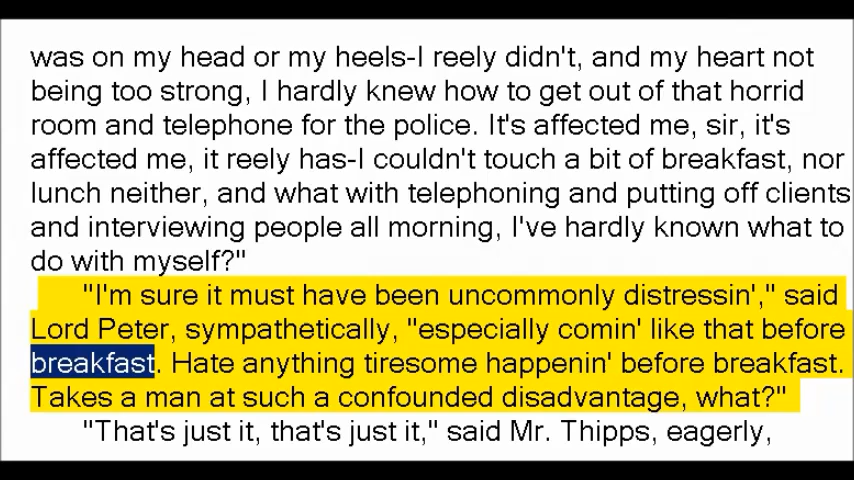 was on my head or my heels-I reely didn't, and my heart not
being too strong, I hardly knew how to get out of that horrid
room and telephone for the police. It's affected me, sir, it's
affected me, it reely has-I couldn't touch a bit of breakfast, nor
lunch neither, and what with telephoning and putting off clients
and interviewing people all morning, I've hardly known what to
do with myself?"
"I'm sure it must have been uncommonly distressin'," said
Lord Peter, sympathetically, "especially comin' like that before
breakfast. Hate anything tiresome happenin' before breakfast.
Takes a man at such a confounded disadvantage, what?"
"That's just it, that's just it," said Mr. Thipps, eagerly,